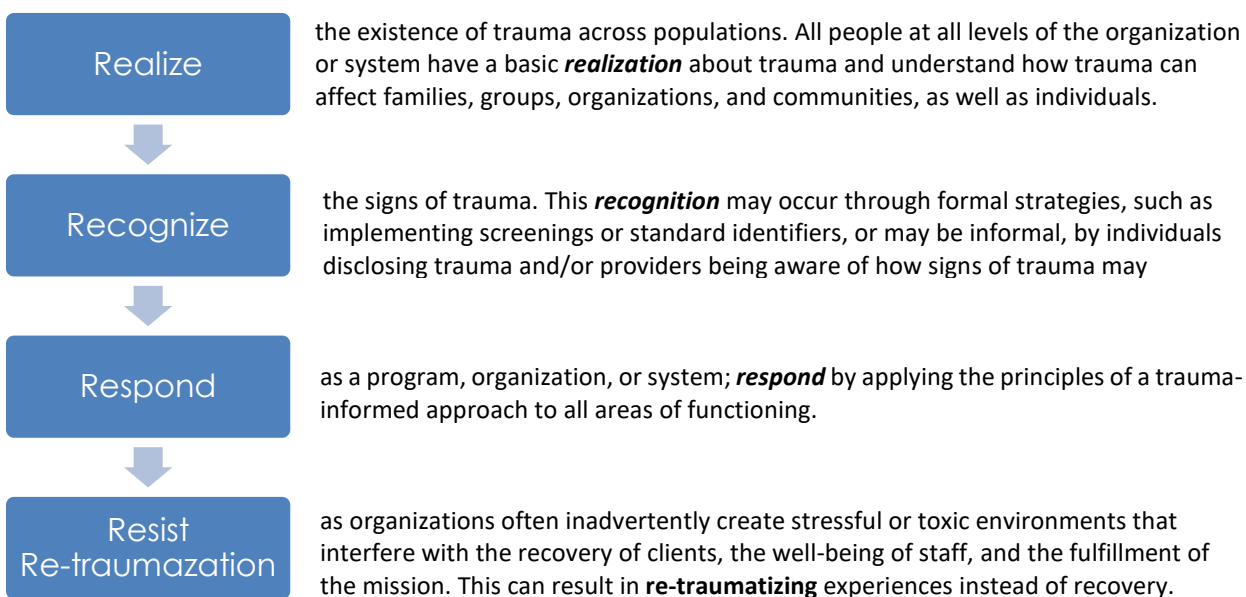 Realize
the existence of trauma across populations. All people at all levels of the organization
or system have a basic realization about trauma and understand how trauma can
affect families, groups, organizations, and communities, as well as individuals.
Recognize
the signs of trauma. This recognition may occur through formal strategies, such as
implementing screenings or standard identifiers, or may be informal, by individuals
disclosing trauma and/or providers being aware of how signs of trauma may
Respond
as a program, organization, or system; respond by applying the principles of a trauma-
informed approach to all areas of functioning.
Resist
Re-traumazation
as organizations often inadvertently create stressful or toxic environments that
interfere with the recovery of clients, the well-being of staff, and the fulfillment of
the mission. This can result in re-traumatizing experiences instead of recovery.